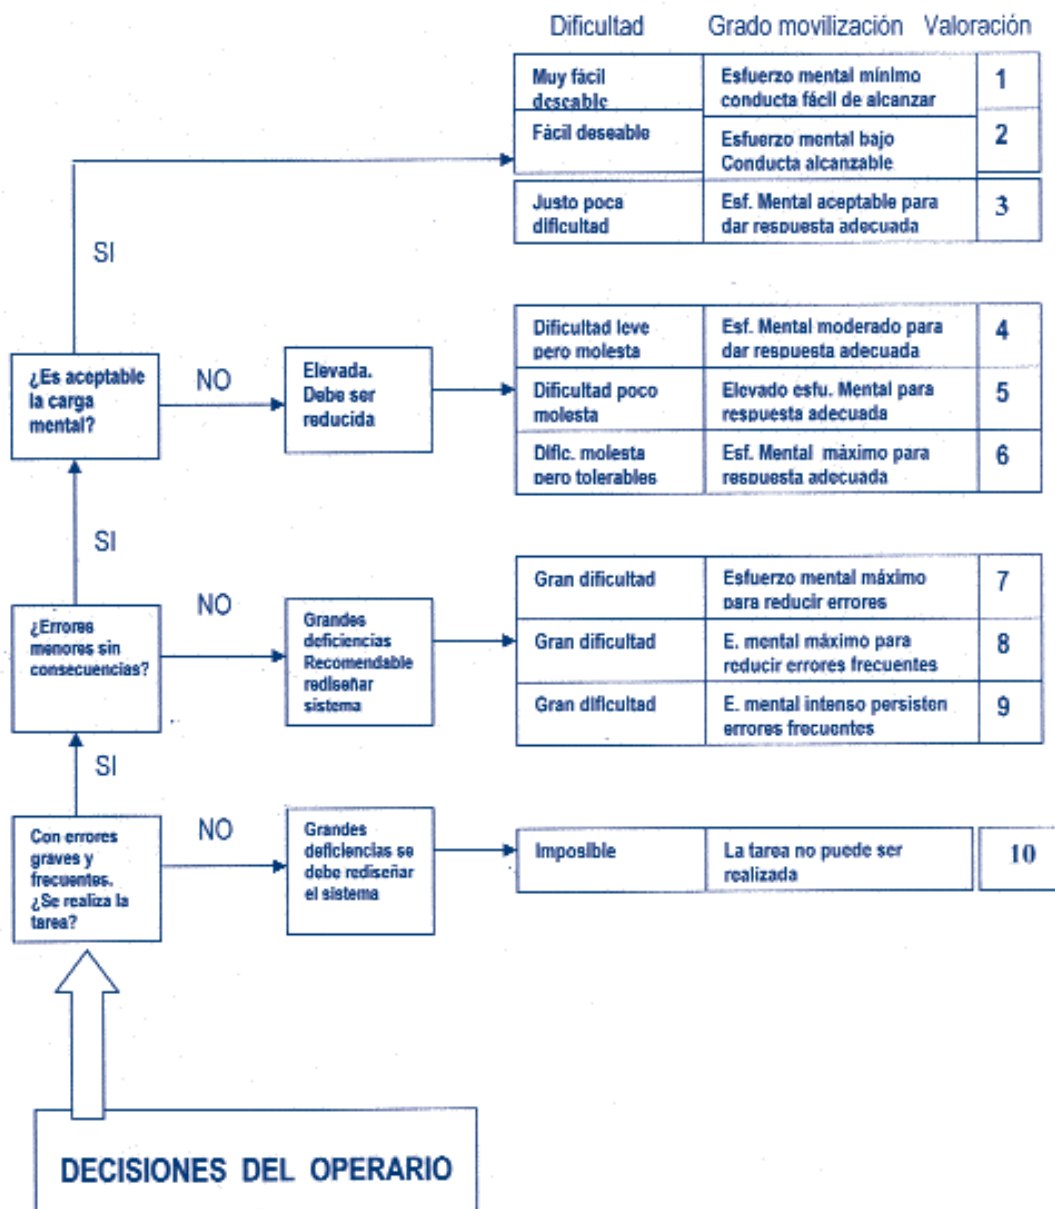 Dificultad Grado movilización Valoración
Muy fácil
deseable
Esfuerzo mental mínimo
conducta fácil de alcanzar
1
Fácil deseable
Esfuerzo mental bajo
Conducta alcanzable
2
Justo poca
dificultad
Esf. Mental aceptable para
dar respuesta adecuada
3
SI
¿Es aceptable
la carga
mental?
NO
Elevada.
Debe ser
reducida
Dificultad leve
pero molesta
Esf. Mental moderado para
dar respuesta adecuada
4
Dificultad poco
molesta
Elevado esfu. Mental para
respuesta adecuada
5
Dific. molesta
pero tolerables
Esf. Mental máximo para
respuesta adecuada
6
SI
¿Errores
menores sin
consecuencias?
NO
Grandes
deficiencias
Recomendable
rediseñar
sistema
Gran dificultad
Esfuerzo mental máximo
para reducir errores
7
Gran dificultad
E. mental máximo para
reducir errores frecuentes
8
Gran dificultad
E. mental intenso persisten
errores frecuentes
9
SI
Con errores
graves y
frecuentes.
¿Se realiza la
tarea?
NO
Grandes
deficiencias se
debe rediseñar
el sistema
Imposible
La tarea no puede ser
realizada
10
DECISIONES DEL OPERARIO